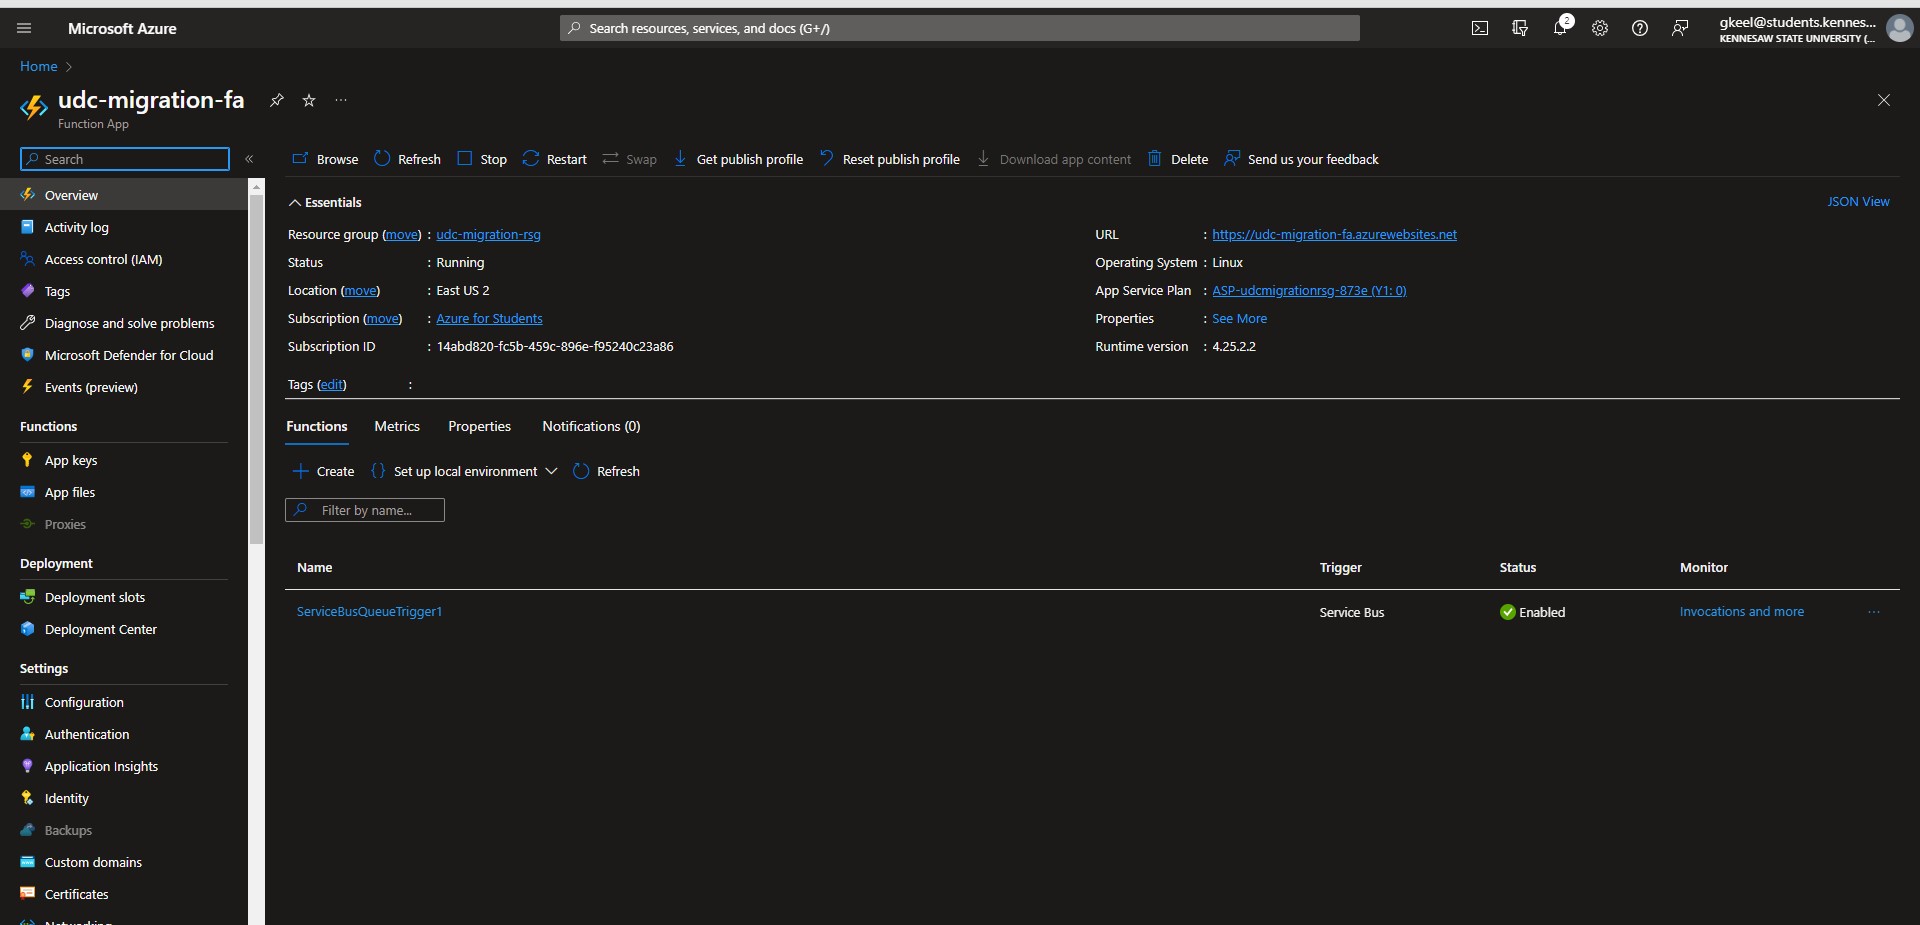 Microsoft Azure
Search resources, services, and docs (G+/)
2
gkeel@students.kennes...
KENNESAW STATE UNIVERSITY (...
Home
udc-migration-fa
Function App
Search
Overview
Activity log
Access control (IAM)
Tags
Diagnose and solve problems
Microsoft Defender for Cloud
Events (preview)
Functions
App keys
App files
Proxies
Deployment
Deployment slots
Deployment Center
Settings
Configuration
Authentication
Application Insights
Identity
Backups
Custom domains
Certificates
Networking
Browse Refresh Stop Restart Swap Get publish profile Reset publish profile Download app content Delete Send us your feedback
Essentials
JSON View
Resource group (move) : udc-migration-rsg
Status : Running
Location (move) : East US 2
Subscription (move) : Azure for Students
Subscription ID : 14abd820-fc5b-459c-896e-f95240c23a86
URL : https://udc-migration-fa.azurewebsites.net
Operating System : Linux
App Service Plan : ASP-udcmigrationrsg-873e (Y1: 0)
Properties : See More
Runtime version : 4.25.2.2
Tags (edit) :
Functions Metrics Properties Notifications (0)
Create Set up local environment Refresh
Filter by name...
Name Trigger Status Monitor
ServiceBusQueueTrigger1 Service Bus Enabled Invocations and more ...